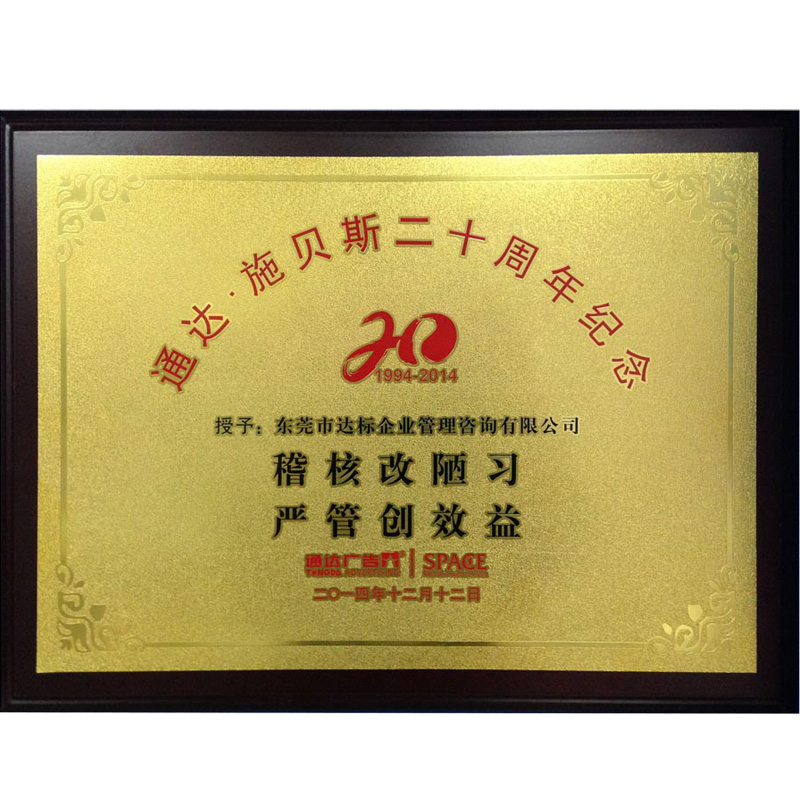 通达·施贝斯二十周年纪念
20
1994-2014
授予：东莞市达标企业管理咨询有限公司
稽核改陋习
严管创效益
通达广告® | SPACE
TONGDA ADVERTISING
二〇一四年十二月十二日